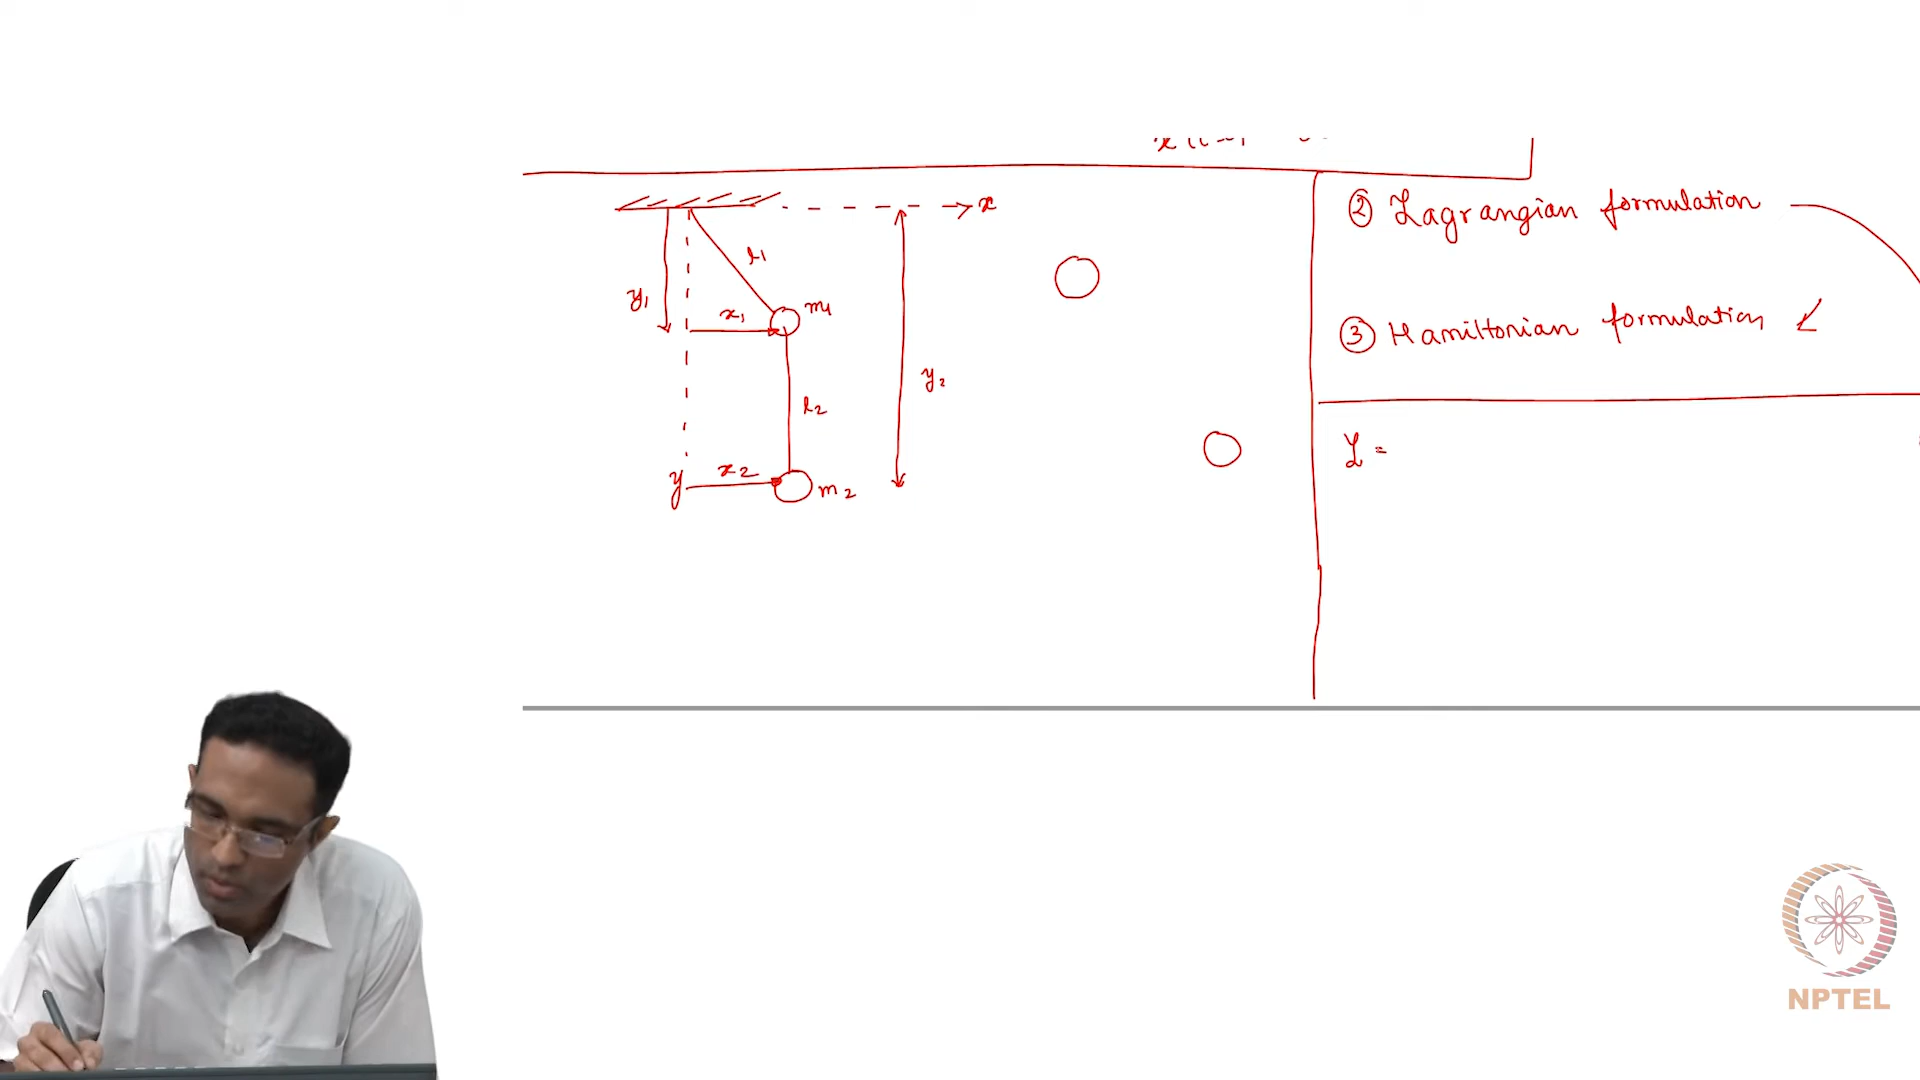 x
l₁
y₁
x₁
m₁
y₂
l₂
x₂
y
m₂
② Lagrangian formulation
③ Hamiltonian formulation
ℒ =
NPTEL